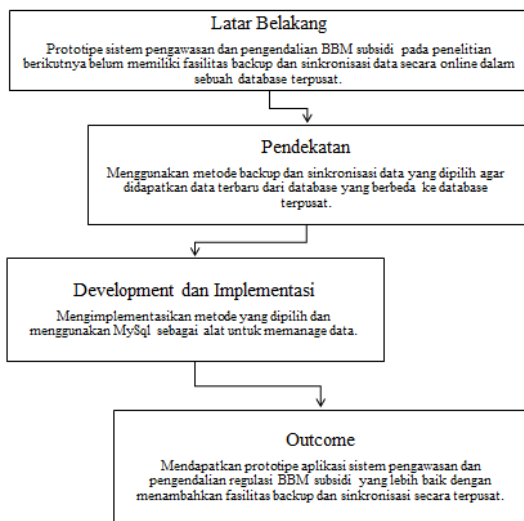 Latar Belakang
Prototipe sistem pengawasan dan pengendalian BBM subsidi pada penelitian
berikutnya belum memiliki fasilitas backup dan sinkronisasi data secara online dalam
sebuah database terpusat.
Pendekatan
Menggunakan metode backup dan sinkronisasi data yang dipilih agar
didapatkan data terbaru dari database yang berbeda ke database
terpusat.
Development dan Implementasi
Mengimplementasikan metode yang dipilih dan
menggunakan MySql sebagai alat untuk memanage data.
Outcome
Mendapatkan prototipe aplikasi sistem pengawasan dan
pengendalian regulasi BBM subsidi yang lebih baik dengan
menambahkan fasilitas backup dan sinkronisasi secara terpusat.